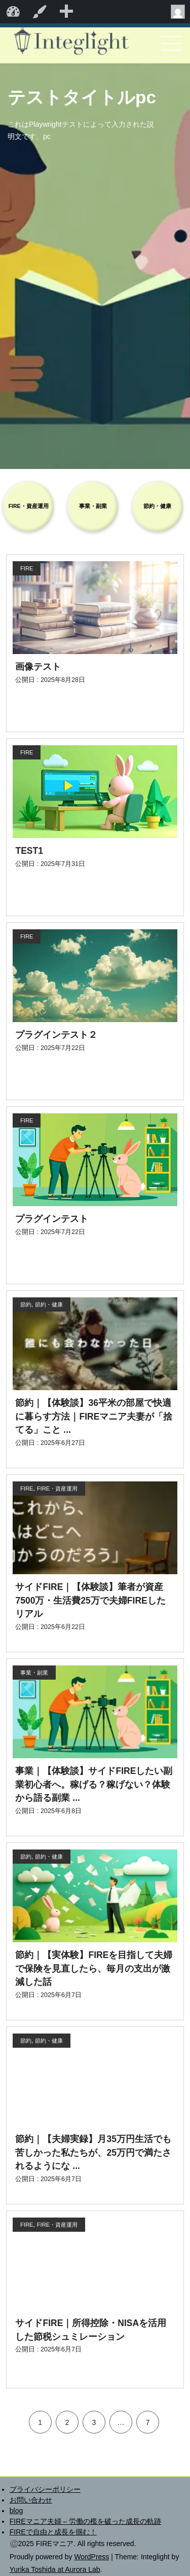 Integlight
テストタイトルpc
これはPlaywrightテストによって入力された説
明文です。pc
FIRE・資産運用
事業・副業
節約・健康
FIRE
画像テスト
公開日 : 2025年8月28日
FIRE
TEST1
公開日 : 2025年7月31日
FIRE
プラグインテスト２
公開日 : 2025年7月22日
FIRE
プラグインテスト
公開日 : 2025年7月22日
節約, 節約・健康
誰にも会わなかった日
節約｜【体験談】36平米の部屋で快適
に暮らす方法｜FIREマニア夫妻が「捨
てる」こと ...
公開日 : 2025年6月27日
FIRE, FIRE・資産運用
これから、
はどこへ
かうのだろう」
サイドFIRE｜【体験談】筆者が資産
7500万・生活費25万で夫婦FIREした
リアル
公開日 : 2025年6月22日
事業・副業
事業｜【体験談】サイドFIREしたい副
業初心者へ。稼げる？稼げない？体験
から語る副業 ...
公開日 : 2025年6月8日
節約, 節約・健康
節約｜【実体験】FIREを目指して夫婦
で保険を見直したら、毎月の支出が激
減した話
公開日 : 2025年6月7日
節約, 節約・健康
節約｜【夫婦実録】月35万円生活でも
苦しかった私たちが、25万円で満たさ
れるようにな ...
公開日 : 2025年6月7日
FIRE, FIRE・資産運用
サイドFIRE｜所得控除・NISAを活用
した節税シュミレーション
公開日 : 2025年6月7日
1 2 3 … 7
プライバシーポリシー
お問い合わせ
blog
FIREマニア夫婦 – 労働の檻を破った成長の軌跡
FIREで自由と成長を掴む！
©2025 FIREマニア. All rights reserved.
Proudly powered by WordPress | Theme: Integlight by
Yurika Toshida at Aurora Lab.